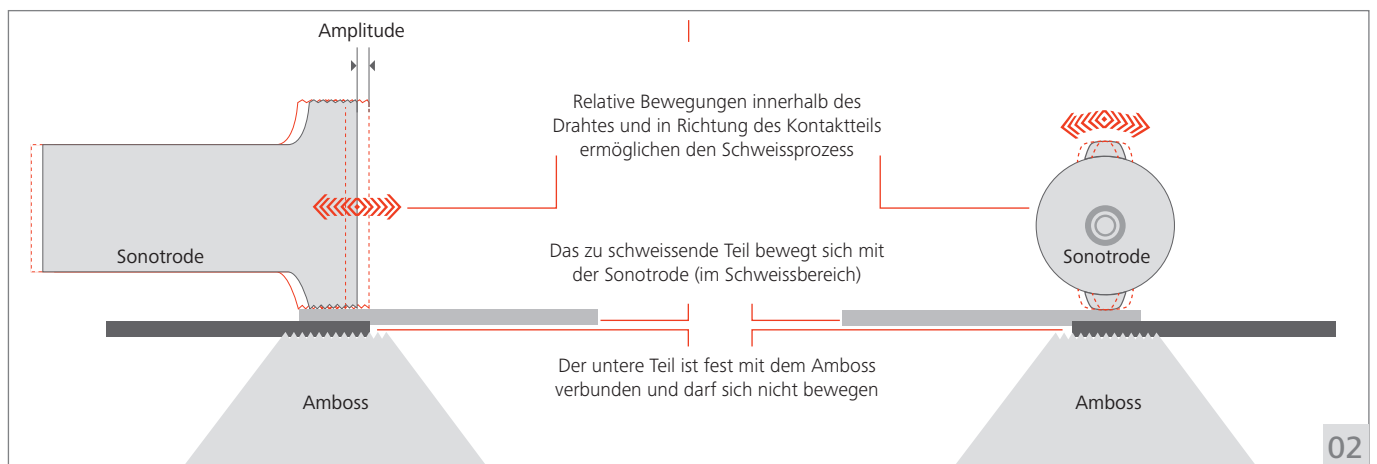 Amplitude
Relative Bewegungen innerhalb des
Drahtes und in Richtung des Kontaktteils
ermöglichen den Schweissprozess
Sonotrode
Das zu schweissende Teil bewegt sich mit
der Sonotrode (im Schweissbereich)
Sonotrode
Der untere Teil ist fest mit dem Amboss
verbunden und darf sich nicht bewegen
Amboss
Amboss
02